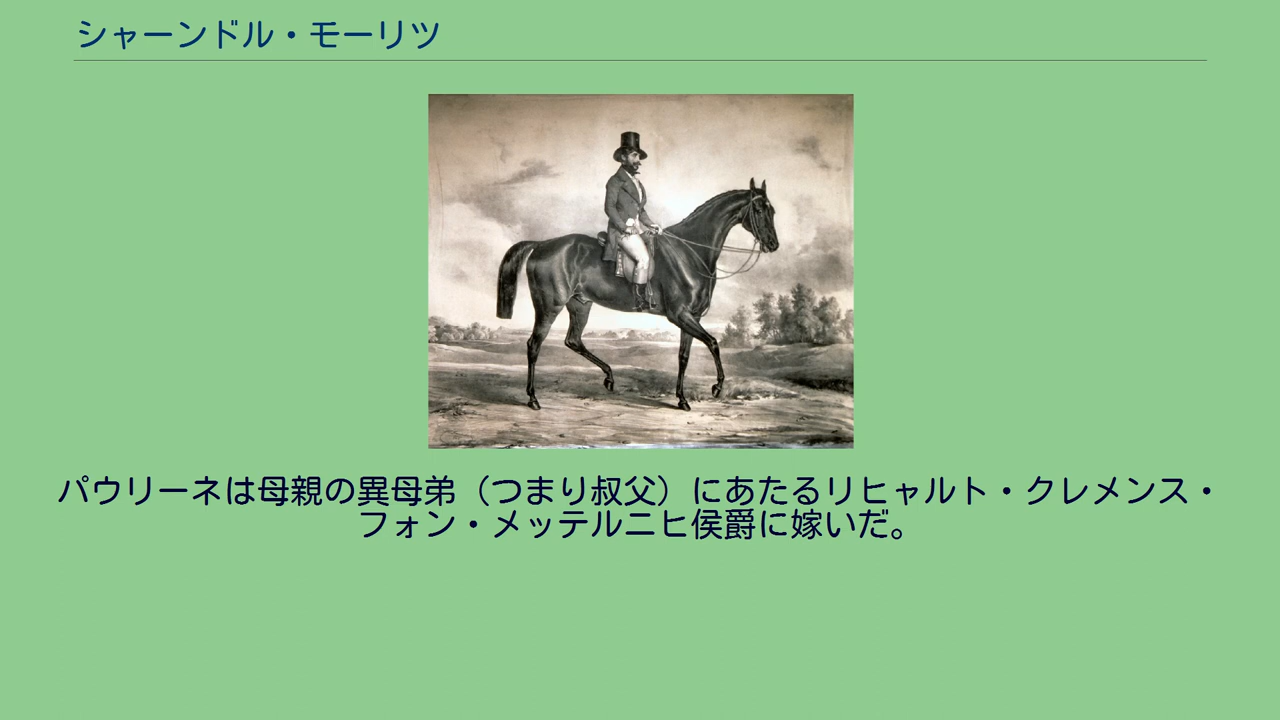 シャーンドル・モーリツ
パウリーネは母親の異母弟（つまり叔父）にあたるリヒャルト・クレメンス・
フォン・メッテルニヒ侯爵に嫁いだ。